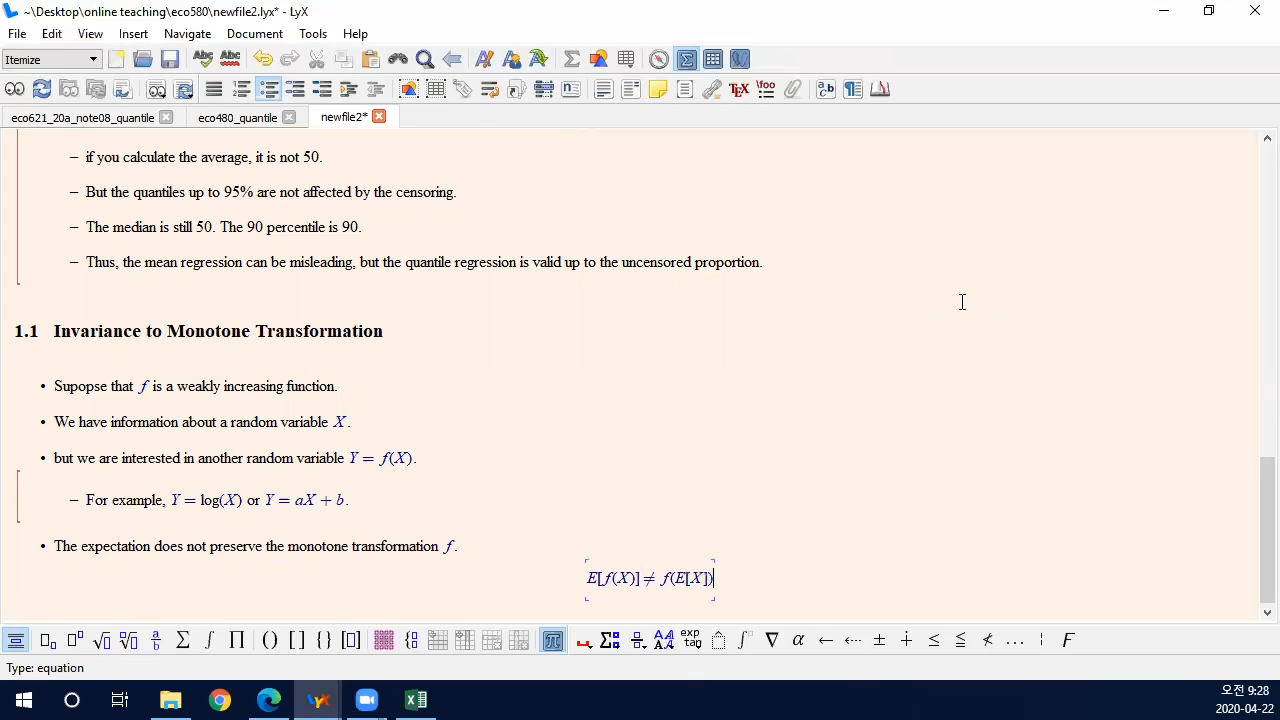 ~\Desktop\online teaching\eco580\newfile2.lyx* - LyX
File Edit View Insert Navigate Document Tools Help
Itemize
eco621_20a_note08_quantile eco480_quantile newfile2*
– if you calculate the average, it is not 50.
– But the quantiles up to 95% are not affected by the censoring.
– The median is still 50. The 90 percentile is 90.
– Thus, the mean regression can be misleading, but the quantile regression is valid up to the uncensored proportion.
1.1 Invariance to Monotone Transformation
• Supopse that f is a weakly increasing function.
• We have information about a random variable X.
• but we are interested in another random variable Y = f(X).
– For example, Y = log(X) or Y = aX + b.
• The expectation does not preserve the monotone transformation f.
E[f(X)] ≠ f(E[X])
Type: equation
오전 9:28
2020-04-22